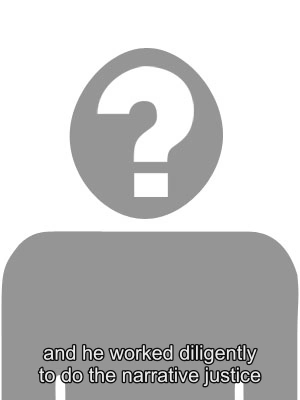 ?
and he worked diligently
to do the narrative justice